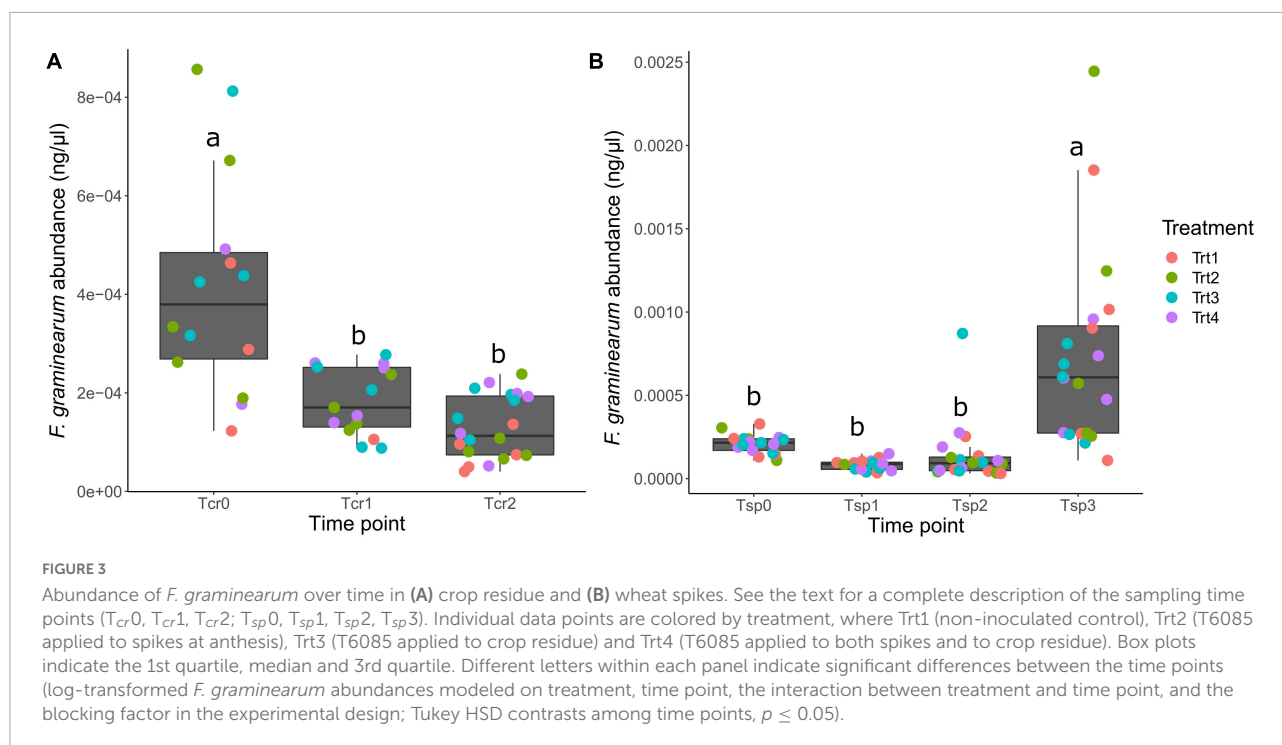 A
F. graminearum abundance (ng/µl)
8e−04
6e−04
4e−04
2e−04
0e+00
a
b
b
Tcr0
Tcr1
Tcr2
Time point
B
F. graminearum abundance (ng/µl)
0.0025
0.0020
0.0015
0.0010
0.0005
0.0000
b
b
b
a
Tsp0
Tsp1
Tsp2
Tsp3
Time point
Treatment
Trt1
Trt2
Trt3
Trt4
FIGURE 3
Abundance of F. graminearum over time in (A) crop residue and (B) wheat spikes. See the text for a complete description of the sampling time
points (Tcr0, Tcr1, Tcr2; Tsp0, Tsp1, Tsp2, Tsp3). Individual data points are colored by treatment, where Trt1 (non-inoculated control), Trt2 (T6085
applied to spikes at anthesis), Trt3 (T6085 applied to crop residue) and Trt4 (T6085 applied to both spikes and to crop residue). Box plots
indicate the 1st quartile, median and 3rd quartile. Different letters within each panel indicate significant differences between the time points
(log-transformed F. graminearum abundances modeled on treatment, time point, the interaction between treatment and time point, and the
blocking factor in the experimental design; Tukey HSD contrasts among time points, p ≤ 0.05).